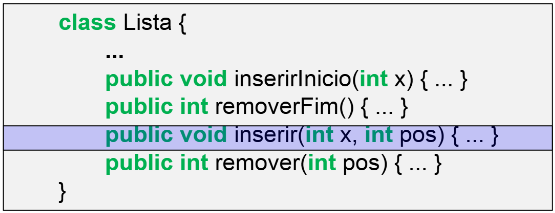 class Lista {
...
public void inserirInicio(int x) { ... }
public int removerFim() { ... }
public void inserir(int x, int pos) { ... }
public int remover(int pos) { ... }
}